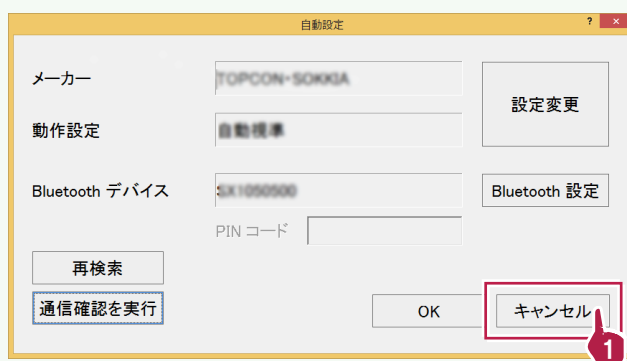 自動設定
? ×
メーカー
TOPCON・SOKKIA
設定変更
動作設定
自動視準
Bluetooth デバイス
Bluetooth 設定
PIN コード
再検索
通信確認を実行
OK
キャンセル
1